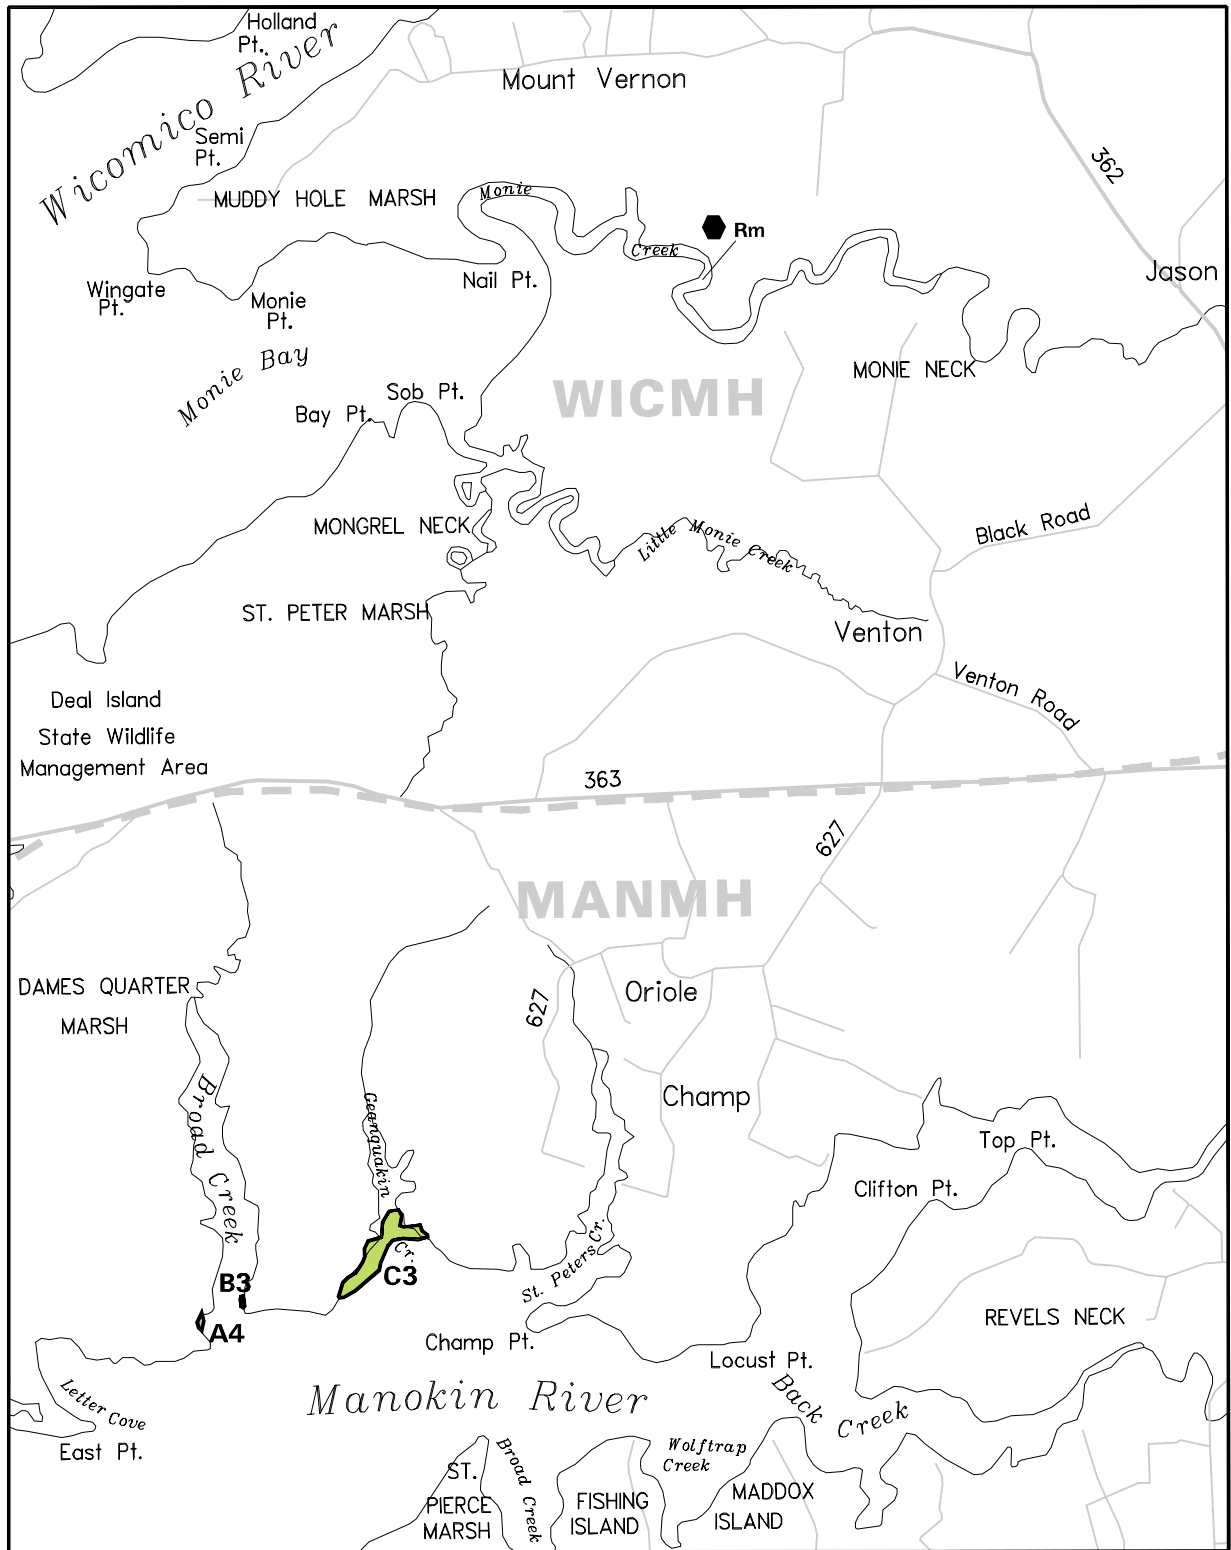 Holland
Pt.
Wicomico River
Mount Vernon
Semi
Pt.
362
MUDDY HOLE MARSH
Monie
Creek
Rm
Jason
Nail Pt.
Wingate
Pt.
Monie
Pt.
Monie Bay
MONIE NECK
WICMH
Sob Pt.
Bay Pt.
MONGREL NECK
Black Road
Little Monie Creek
ST. PETER MARSH
Venton
Venton Road
Deal Island
State Wildlife
Management Area
363
627
MANMH
DAMES QUARTER
MARSH
627
Oriole
Champ
Broad Creek
Geanquakin
Cr.
Top Pt.
Clifton Pt.
St. Peters Cr.
C3
B3
A4
REVELS NECK
Champ Pt.
Locust Pt.
Manokin River
Back
Creek
Letter Cove
East Pt.
Broad Creek
Wolftrap
Creek
ST.
PIERCE
MARSH
FISHING
ISLAND
MADDOX
ISLAND